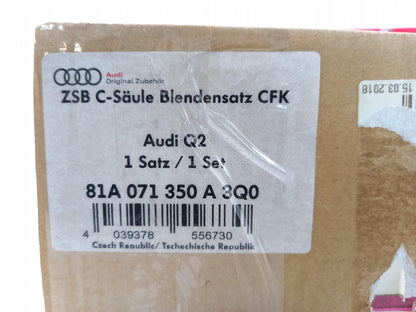 Audi
Original Zubehör
ZSB C-Säule Blendensatz CFK
Audi Q2
1 Satz / 1 Set
81A 071 350 A 3Q0
4 039378 556730
Czech Republic/ Tschechische Republik
15.03.2018